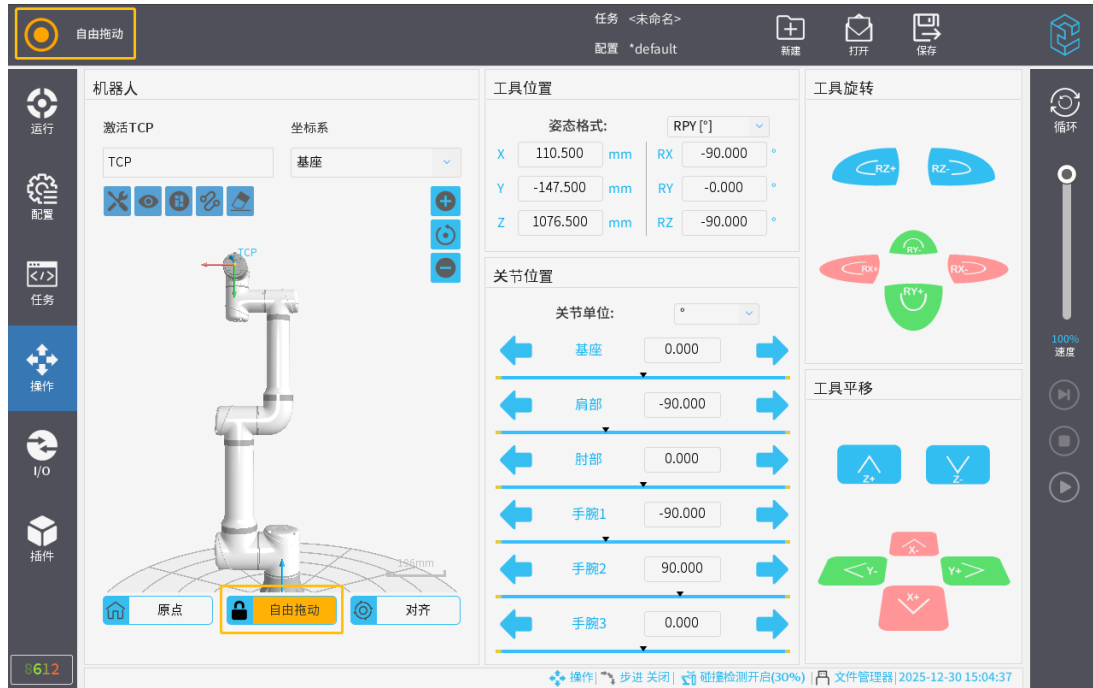 自由拖动
任务 <未命名>
配置 *default
新建
打开
保存
运行
配置
任务
操作
I/O
插件
8612
机器人
激活TCP
坐标系
TCP
基座
TCP
196mm
原点
自由拖动
对齐
工具位置
姿态格式: RPY [°]
X 110.500 mm RX -90.000 °
Y -147.500 mm RY -0.000 °
Z 1076.500 mm RZ -90.000 °
关节位置
关节单位: °
基座 0.000
肩部 -90.000
肘部 0.000
手腕1 -90.000
手腕2 90.000
手腕3 0.000
工具旋转
RZ+ RZ-
RY-
RX+ RX-
RY+
工具平移
Z+ Z-
X-
Y- Y+
X+
循环
100%
速度
操作| 步进 关闭| 碰撞检测开启(30%) | 文件管理器| 2025-12-30 15:04:37